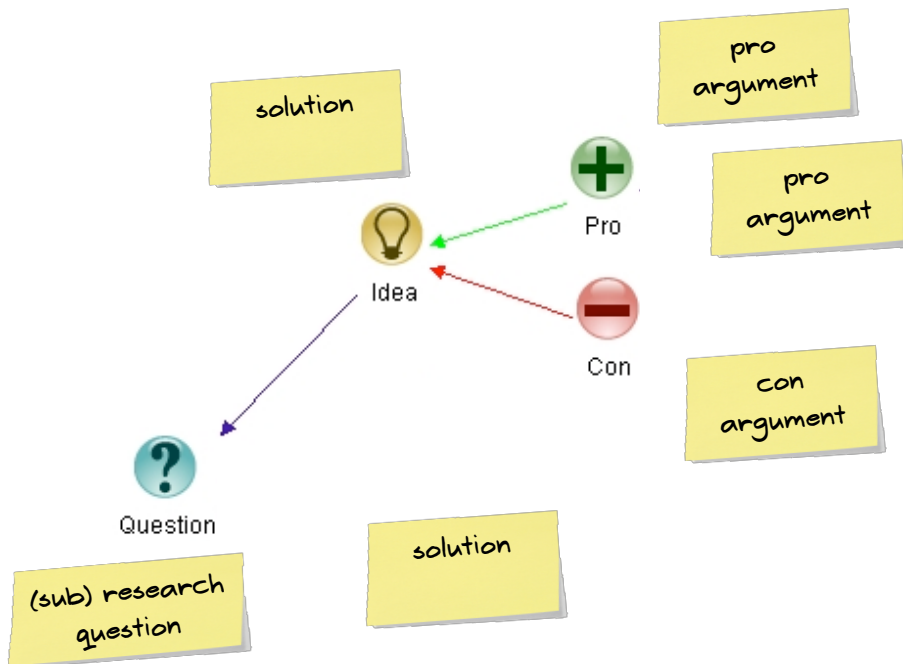 pro
argument
solution
pro
argument
Pro
Idea
Con
con
argument
Question
solution
(sub) research
question